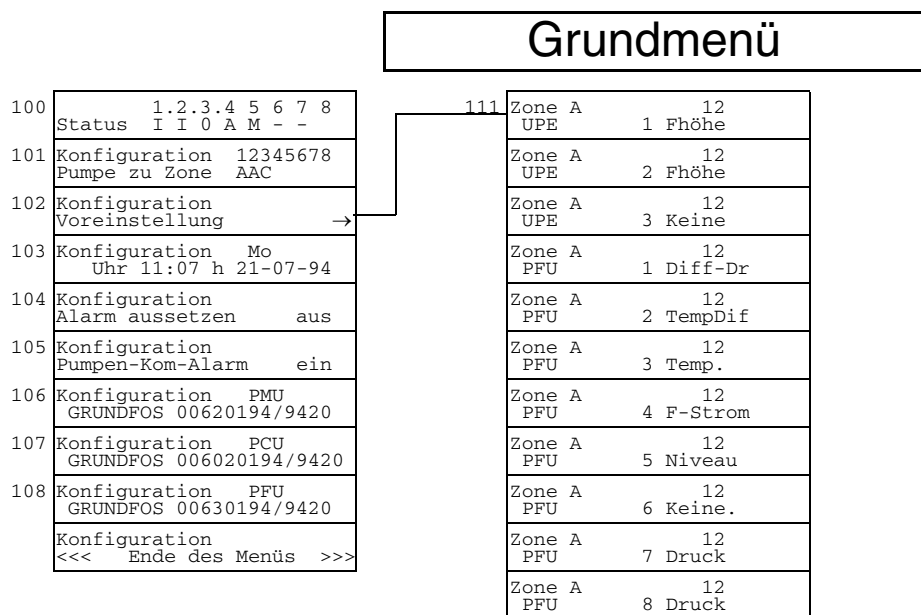 Grundmenü
100
1.2.3.4 5 6 7 8
Status I I 0 A M - -
101
Konfiguration 12345678
Pumpe zu Zone AAC
102
Konfiguration
Voreinstellung →
103
Konfiguration Mo
Uhr 11:07 h 21-07-94
104
Konfiguration
Alarm aussetzen aus
105
Konfiguration
Pumpen-Kom-Alarm ein
106
Konfiguration PMU
GRUNDFOS 00620194/9420
107
Konfiguration PCU
GRUNDFOS 006020194/9420
108
Konfiguration PFU
GRUNDFOS 00630194/9420
Konfiguration
<<< Ende des Menüs >>>
111
Zone A 12
UPE 1 Fhöhe
Zone A 12
UPE 2 Fhöhe
Zone A 12
UPE 3 Keine
Zone A 12
PFU 1 Diff-Dr
Zone A 12
PFU 2 TempDif
Zone A 12
PFU 3 Temp.
Zone A 12
PFU 4 F-Strom
Zone A 12
PFU 5 Niveau
Zone A 12
PFU 6 Keine.
Zone A 12
PFU 7 Druck
Zone A 12
PFU 8 Druck